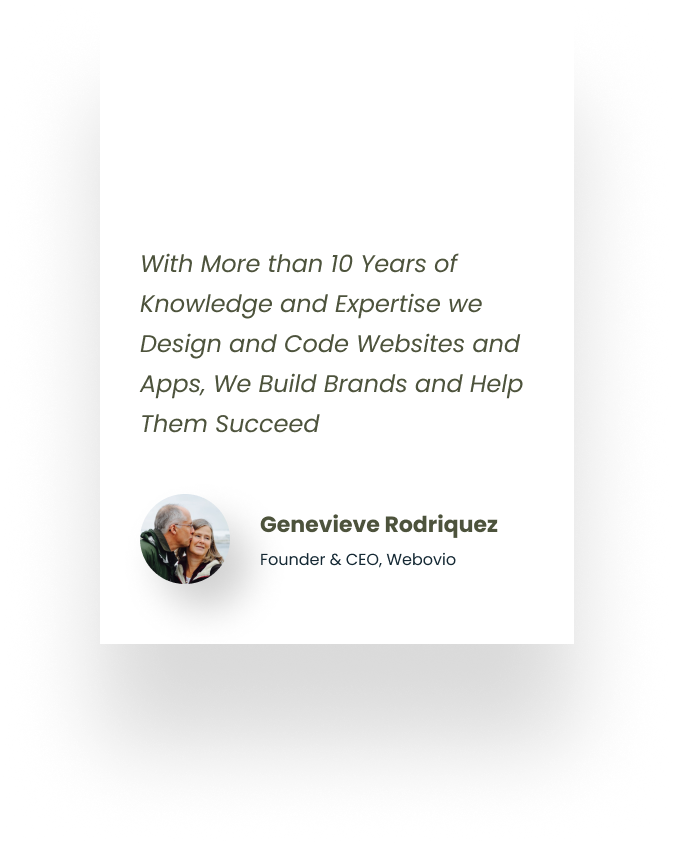 With More than 10 Years of
Knowledge and Expertise we
Design and Code Websites and
Apps, We Build Brands and Help
Them Succeed
Genevieve Rodriquez
Founder & CEO, Webovio